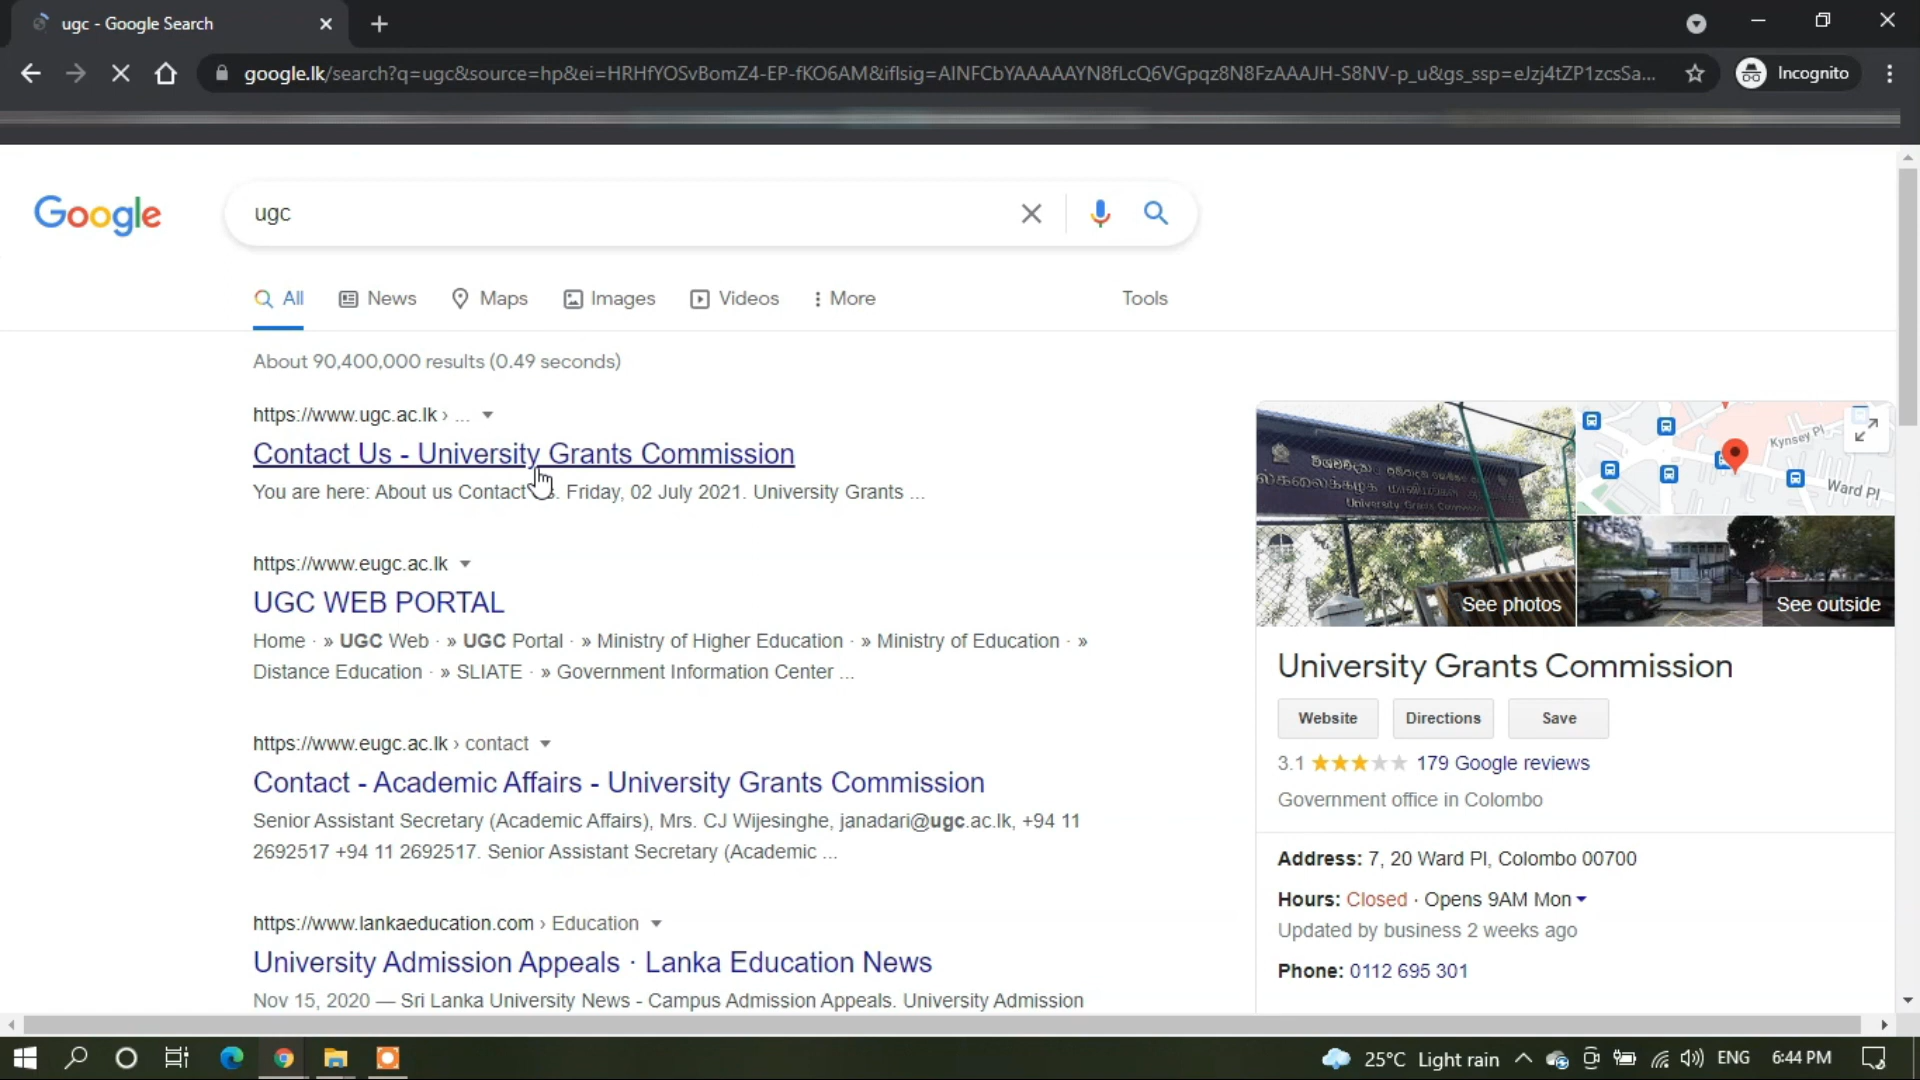 ugc - Google Search
google.lk/search?q=ugc&source=hp&ei=HRHfYOSvBomZ4-EP-fKO6AM&iflsig=AINFCbYAAAAAYN8fLcQ6VGpqz8N8FzAAAJH-S8NV-p_u&gs_ssp=eJzj4tZP1zcsSa...
Incognito
Google
ugc
All News Maps Images Videos More Tools
About 90,400,000 results (0.49 seconds)
https://www.ugc.ac.lk › ...
Contact Us - University Grants Commission
You are here: About us Contact Friday, 02 July 2021. University Grants ...
https://www.eugc.ac.lk
UGC WEB PORTAL
Home · » UGC Web · » UGC Portal · » Ministry of Higher Education · » Ministry of Education · »
Distance Education · » SLIATE · » Government Information Center ...
https://www.eugc.ac.lk › contact
Contact - Academic Affairs - University Grants Commission
Senior Assistant Secretary (Academic Affairs), Mrs. CJ Wijesinghe, janadari@ugc.ac.lk, +94 11
2692517 +94 11 2692517. Senior Assistant Secretary (Academic ...
https://www.lankaeducation.com › Education
University Admission Appeals · Lanka Education News
Nov 15, 2020 — Sri Lanka University News - Campus Admission Appeals. University Admission
University Grants Commission
Kynsey Pl
Ward Pl
See photos
See outside
University Grants Commission
Website Directions Save
3.1 179 Google reviews
Government office in Colombo
Address: 7, 20 Ward Pl, Colombo 00700
Hours: Closed · Opens 9AM Mon
Updated by business 2 weeks ago
Phone: 0112 695 301
25°C Light rain ENG 6:44 PM